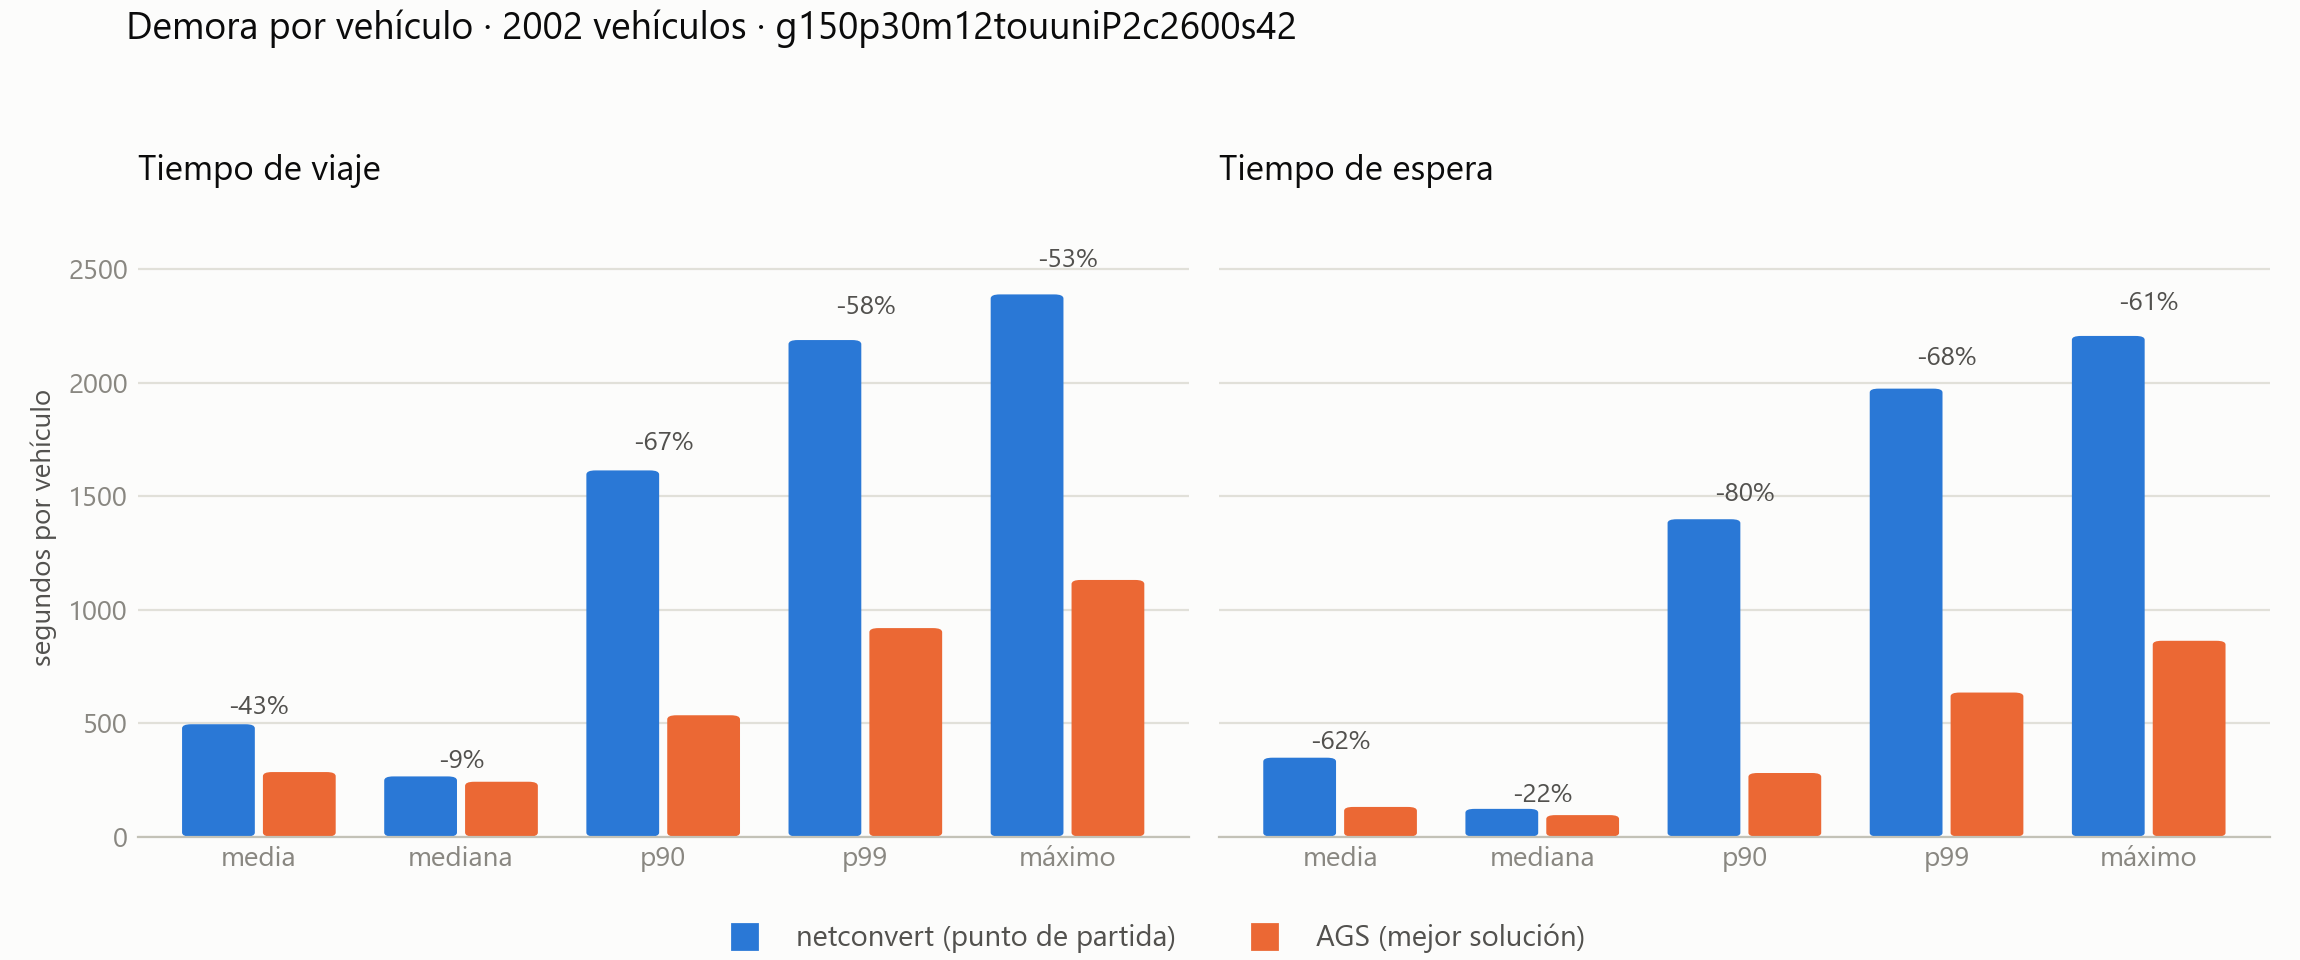 Demora por vehículo · 2002 vehículos · g150p30m12touuniP2c2600s42
Tiempo de viaje
segundos por vehículo
2500
2000
1500
1000
500
0
-43%
-9%
-67%
-58%
-53%
media
mediana
p90
p99
máximo
Tiempo de espera
-62%
-22%
-80%
-68%
-61%
media
mediana
p90
p99
máximo
netconvert (punto de partida)
AGS (mejor solución)